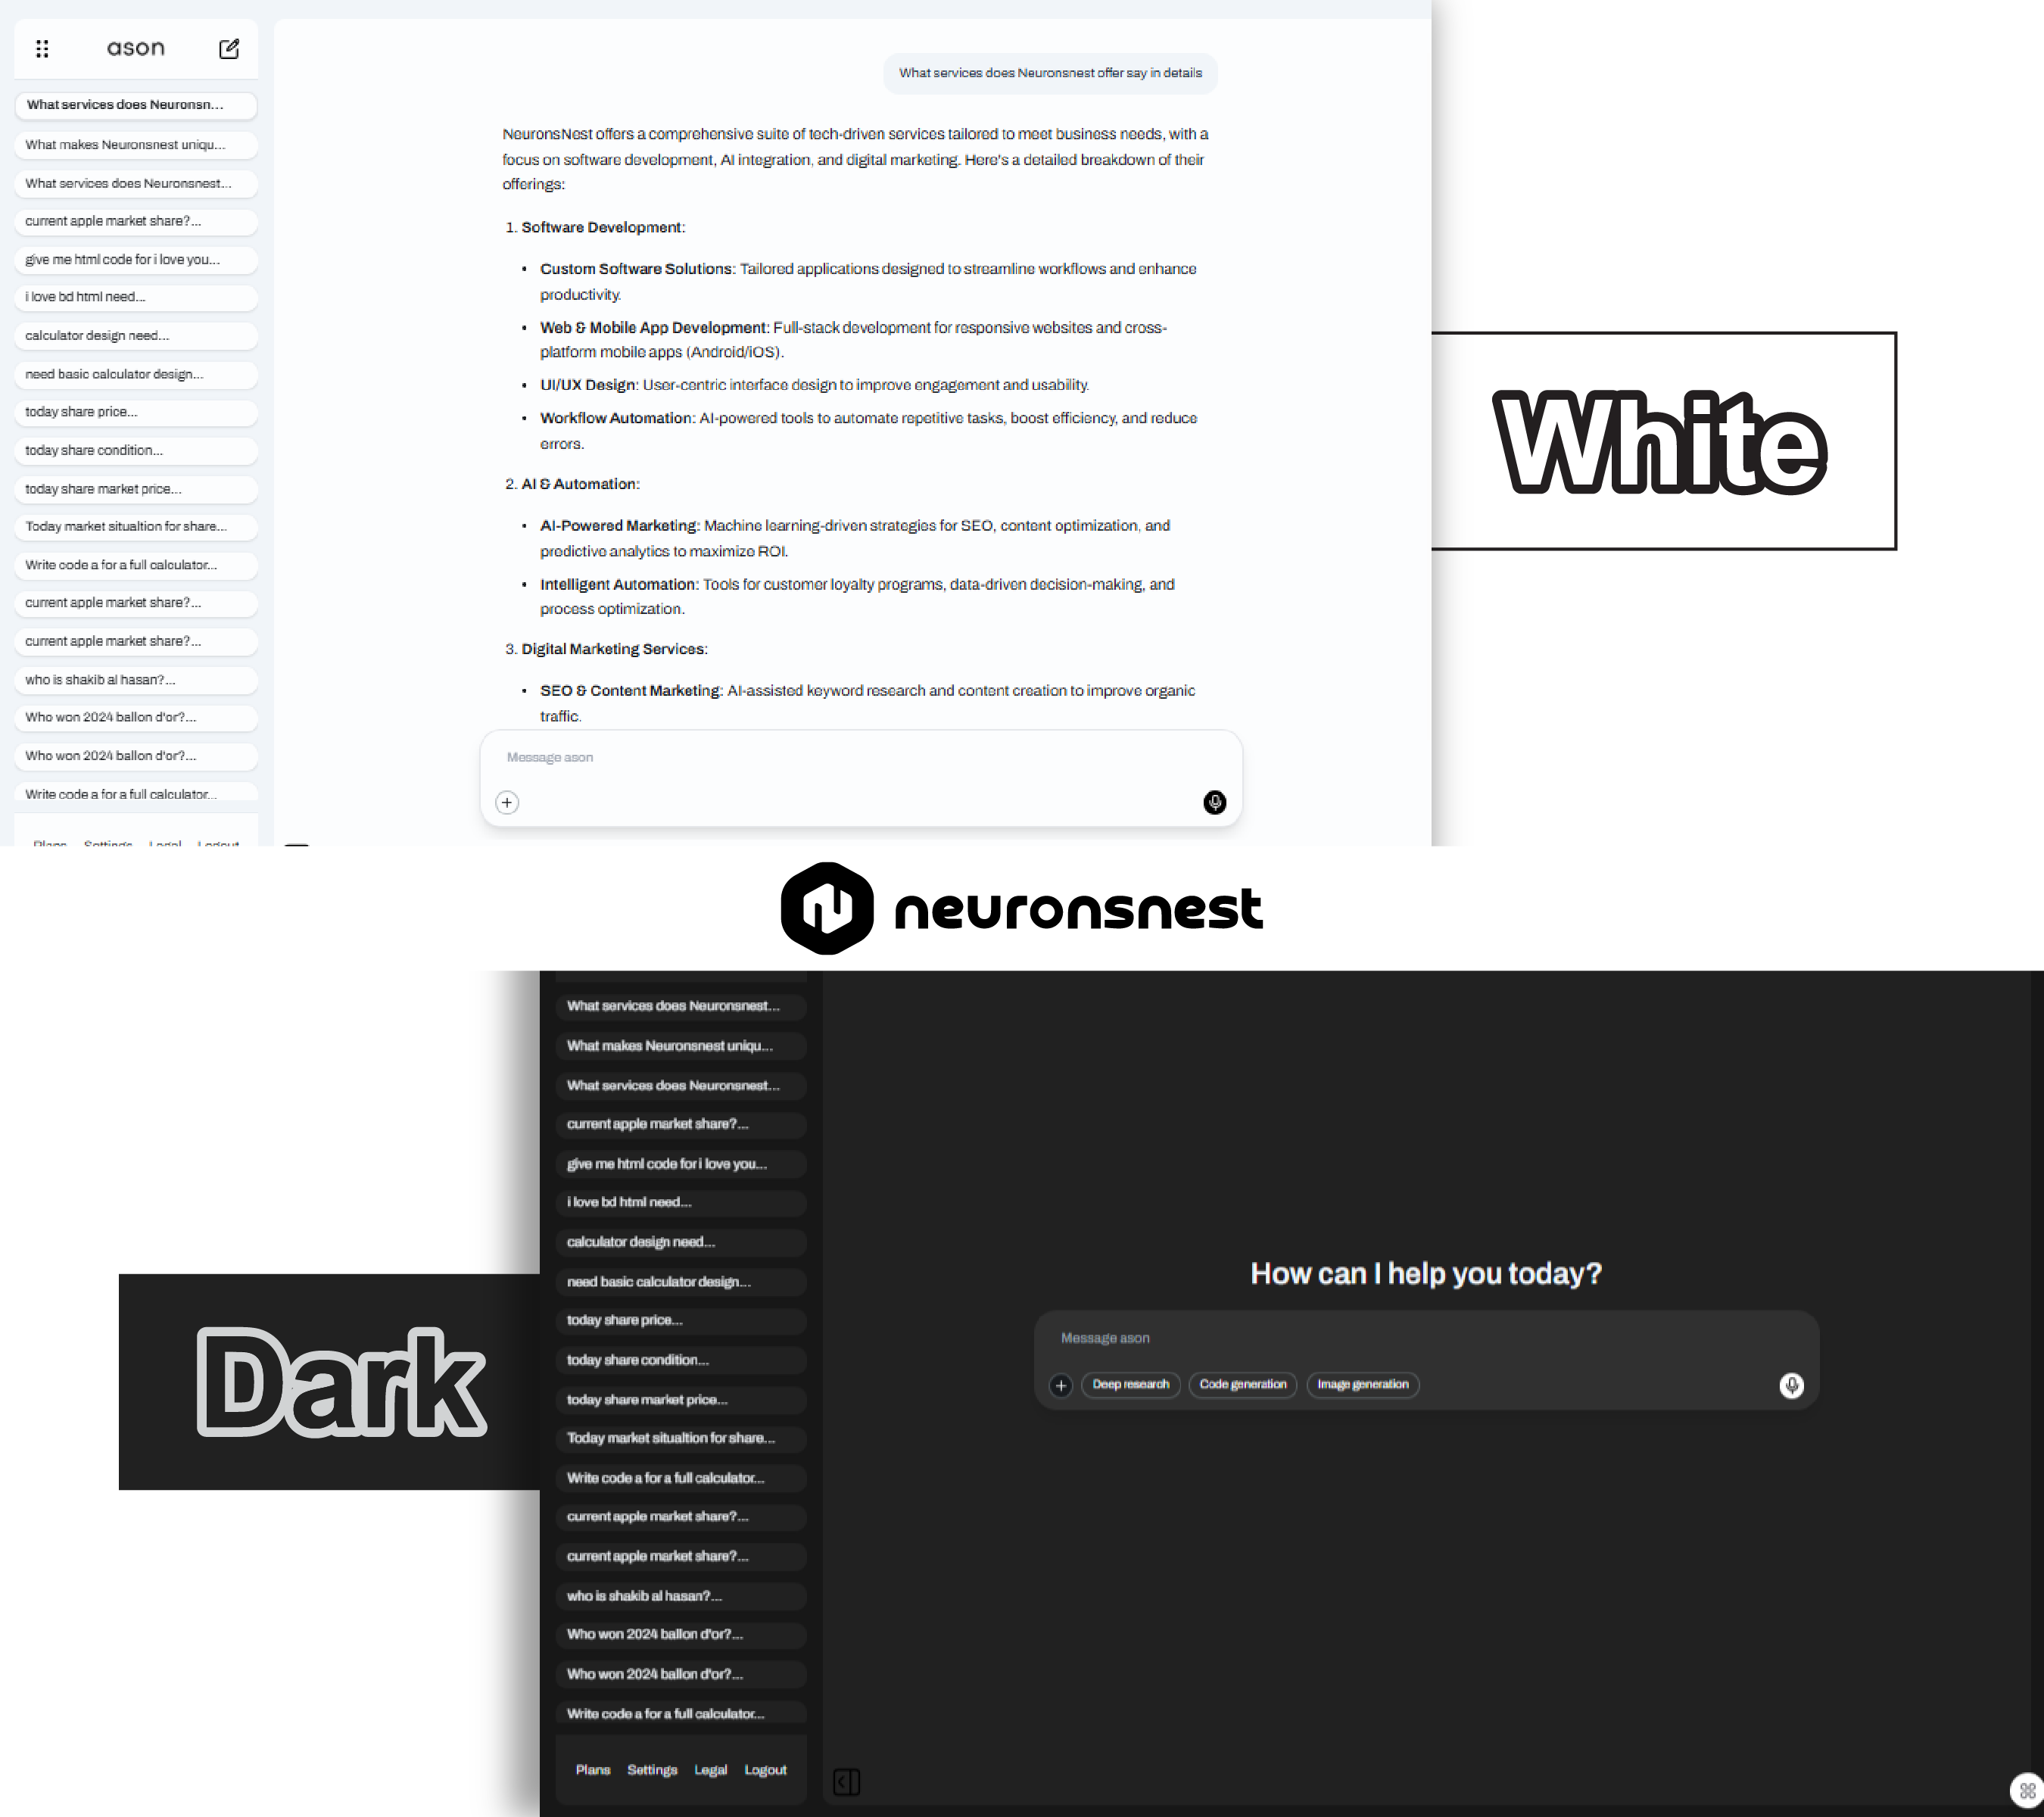 ason
What services does Neuronsn...
What makes Neuronsnest uniqu...
What services does Neuronsnest...
current apple market share?...
give me html code for i love you...
i love bd html need...
calculator design need...
need basic calculator design...
today share price...
today share condition...
today share market price...
Today market situaltion for share...
Write code a for a full calculator...
current apple market share?...
current apple market share?...
who is shakib al hasan?...
Who won 2024 ballon d'or?...
Who won 2024 ballon d'or?...
Write code a for a full calculator...
Plans Settings Legal Logout
What services does Neuronsnest offer say in details
NeuronsNest offers a comprehensive suite of tech-driven services tailored to meet business needs, with a
focus on software development, AI integration, and digital marketing. Here's a detailed breakdown of their
offerings:
1. Software Development:
• Custom Software Solutions: Tailored applications designed to streamline workflows and enhance
productivity.
• Web & Mobile App Development: Full-stack development for responsive websites and cross-
platform mobile apps (Android/iOS).
• UI/UX Design: User-centric interface design to improve engagement and usability.
• Workflow Automation: AI-powered tools to automate repetitive tasks, boost efficiency, and reduce
errors.
2. AI & Automation:
• AI-Powered Marketing: Machine learning-driven strategies for SEO, content optimization, and
predictive analytics to maximize ROI.
• Intelligent Automation: Tools for customer loyalty programs, data-driven decision-making, and
process optimization.
3. Digital Marketing Services:
• SEO & Content Marketing: AI-assisted keyword research and content creation to improve organic
traffic.
Message ason
White
neuronsnest
Dark
What services does Neuronsnest...
What makes Neuronsnest uniqu...
What services does Neuronsnest...
current apple market share?...
give me html code for i love you...
i love bd html need...
calculator design need...
need basic calculator design...
today share price...
today share condition...
today share market price...
Today market situaltion for share...
Write code a for a full calculator...
current apple market share?...
current apple market share?...
who is shakib al hasan?...
Who won 2024 ballon d'or?...
Who won 2024 ballon d'or?...
Write code a for a full calculator...
Plans Settings Legal Logout
How can I help you today?
Message ason
Deep research Code generation Image generation